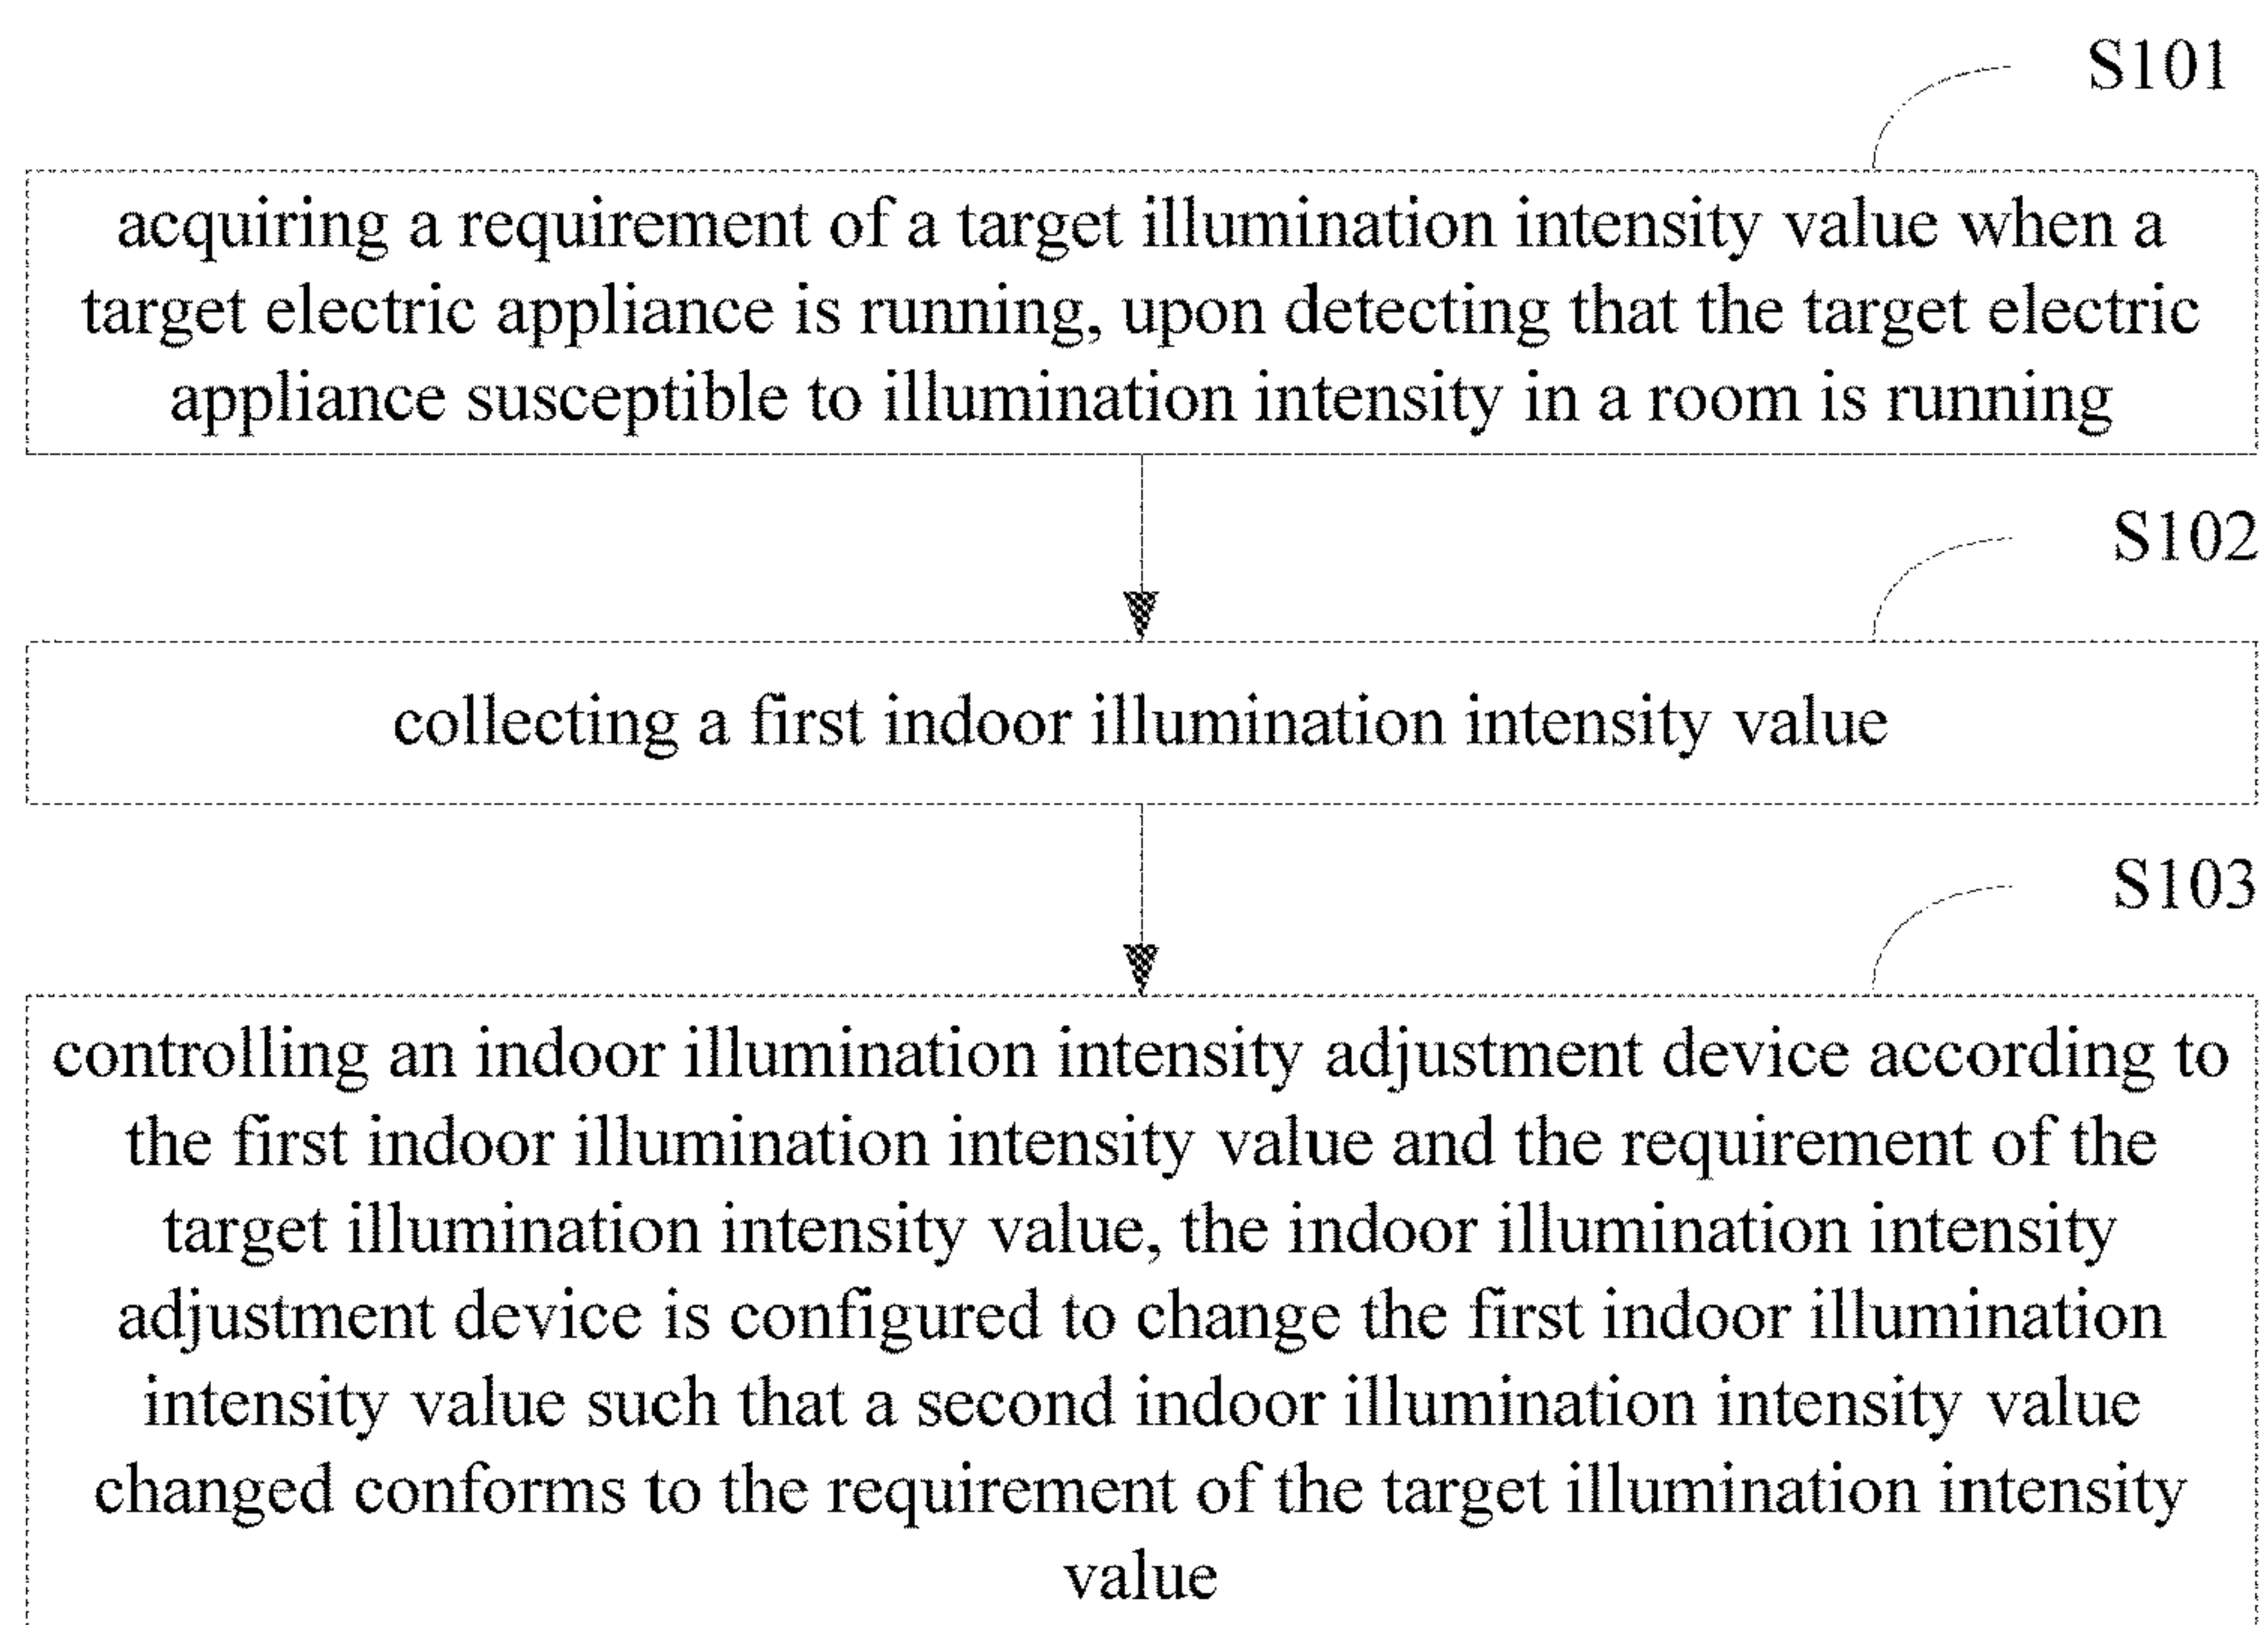 S101
acquiring a requirement of a target illumination intensity value when a
target electric appliance is running, upon detecting that the target electric
appliance susceptible to illumination intensity in a room is running
S102
collecting a first indoor illumination intensity value
S103
controlling an indoor illumination intensity adjustment device according to
the first indoor illumination intensity value and the requirement of the
target illumination intensity value, the indoor illumination intensity
adjustment device is configured to change the first indoor illumination
intensity value such that a second indoor illumination intensity value
changed conforms to the requirement of the target illumination intensity
value